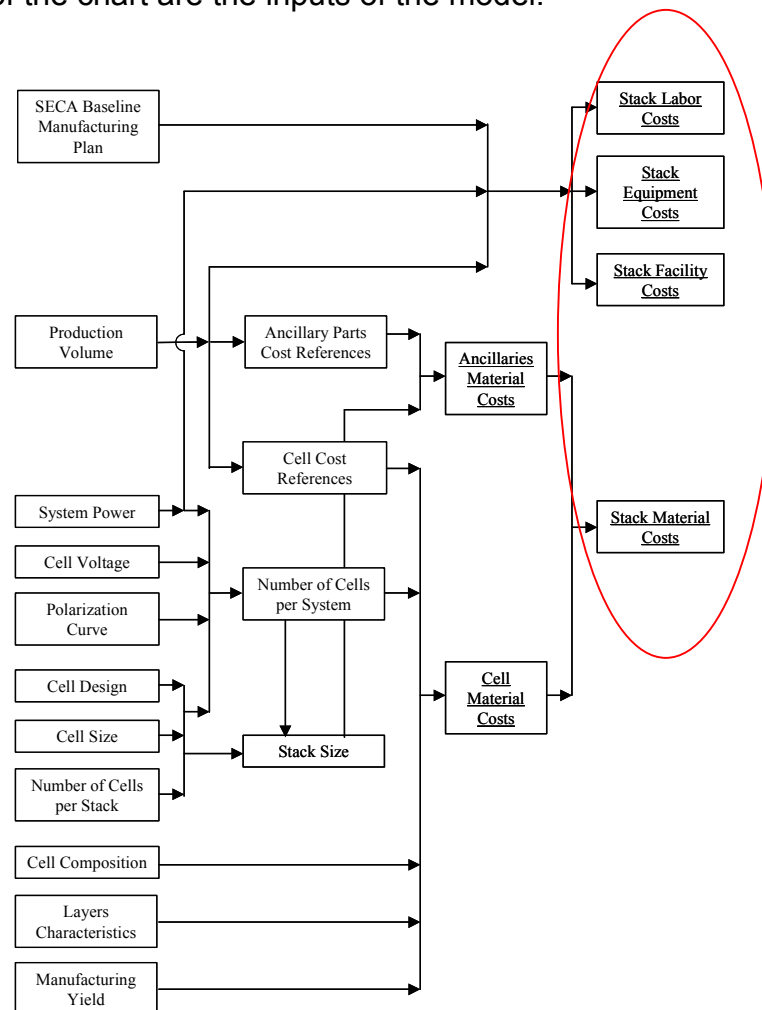 of the chart are the inputs of the model.
SECA Baseline
Manufacturing
Plan
Stack Labor
Costs
Stack
Equipment
Costs
Stack Facility
Costs
Production
Volume
Ancillary Parts
Cost References
Ancillaries
Material
Costs
Cell Cost
References
System Power
Stack Material
Costs
Cell Voltage
Number of Cells
per System
Polarization
Curve
Cell Design
Cell
Material
Costs
Cell Size
Stack Size
Number of Cells
per Stack
Cell Composition
Layers
Characteristics
Manufacturing
Yield